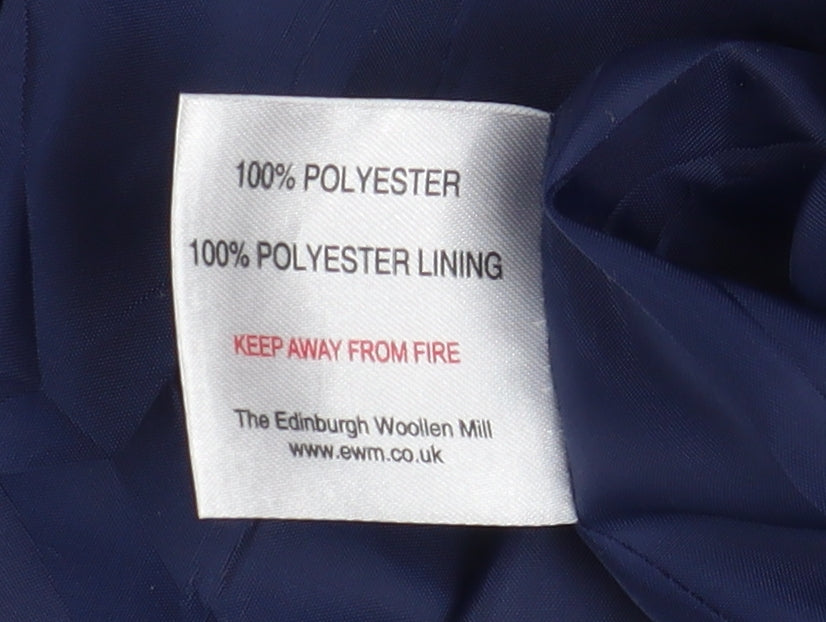 100% POLYESTER
100% POLYESTER LINING
KEEP AWAY FROM FIRE
The Edinburgh Woollen Mill
www.ewm.co.uk